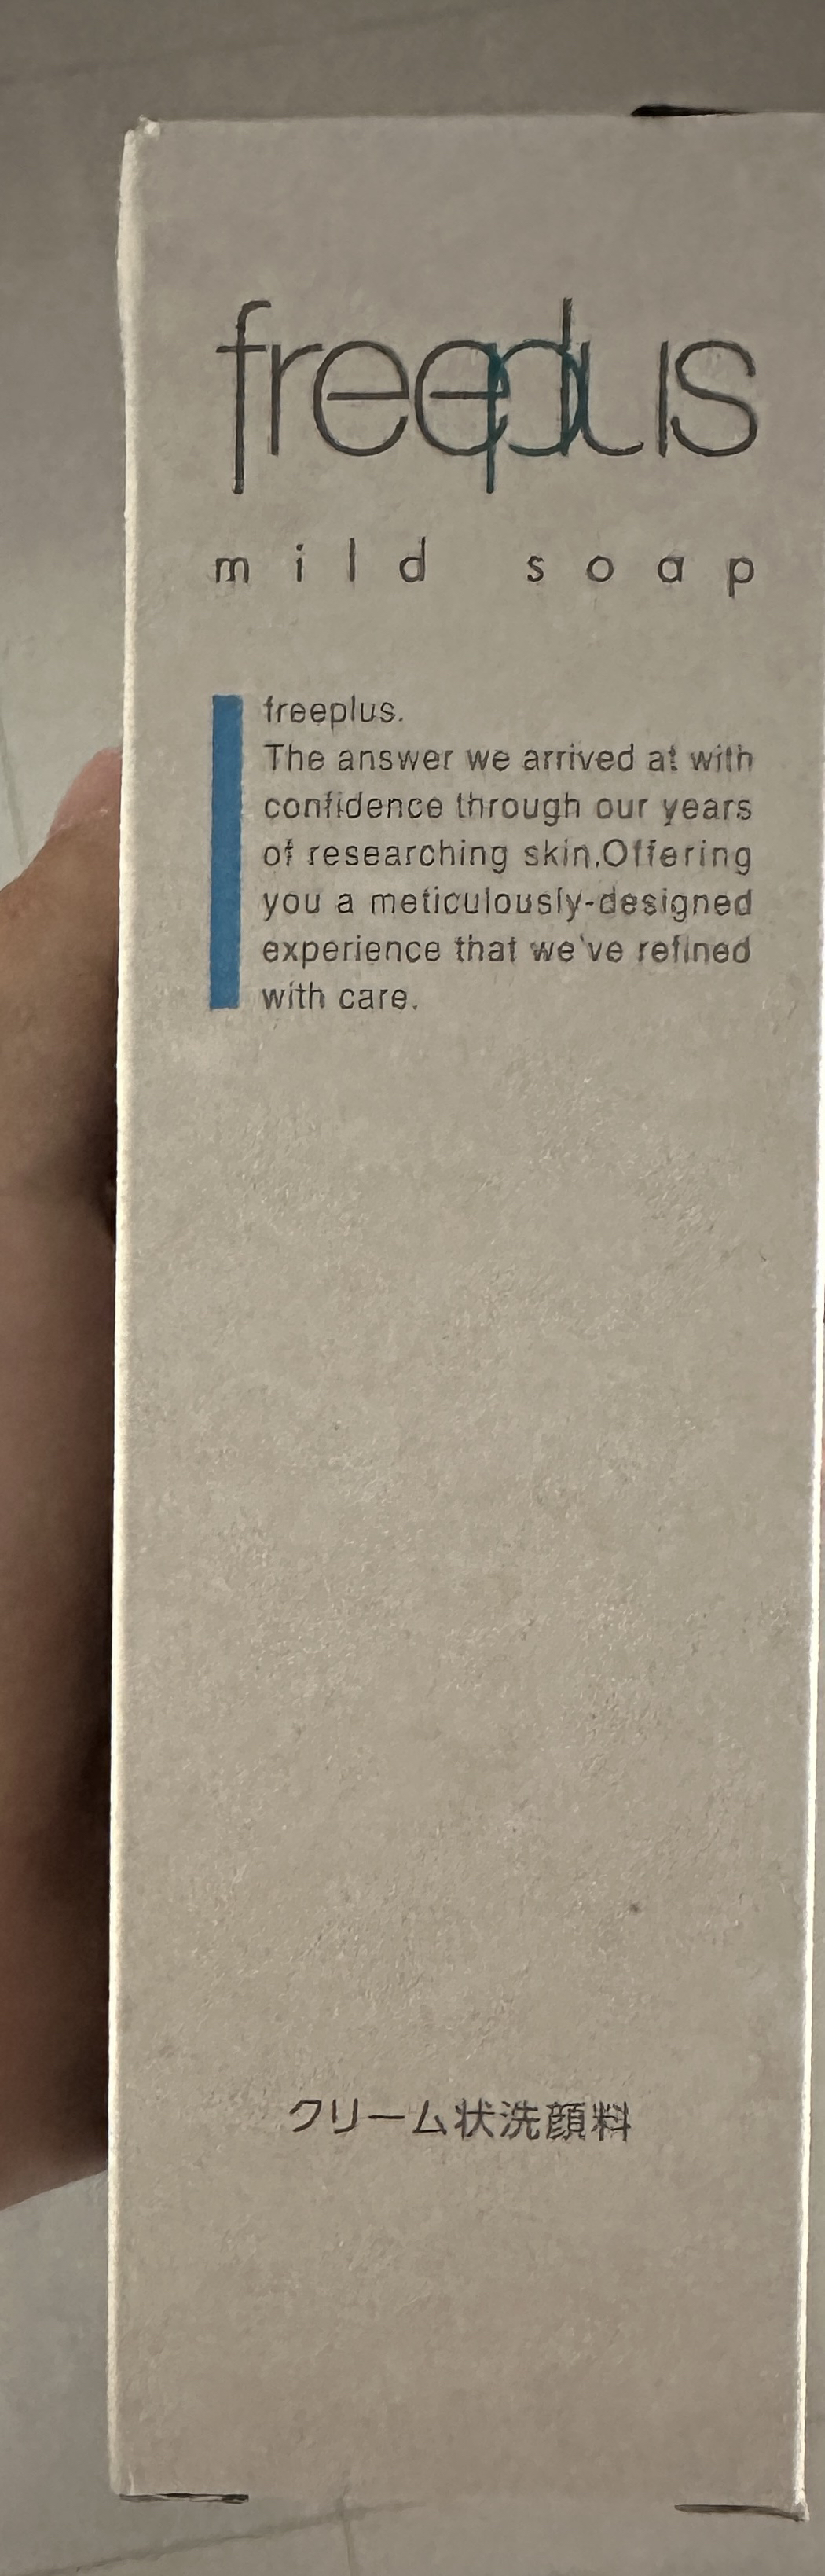 freeplus
mild soap
freeplus.
The answer we arrived at with
confidence through our years
of researching skin.Offering
you a meticulously-designed
experience that we've refined
with care.
クリーム状洗顔料